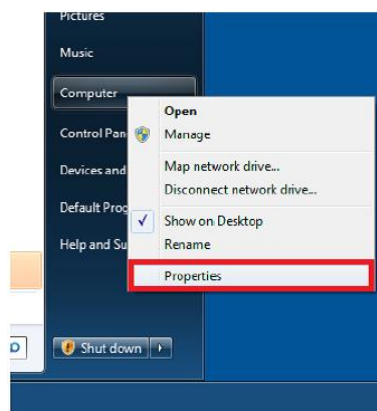 Pictures
Music
Computer
Open
Manage
Control Pan
Map network drive...
Devices and
Disconnect network drive...
Default Prog
Show on Desktop
Rename
Help and Su
Properties
Shut down